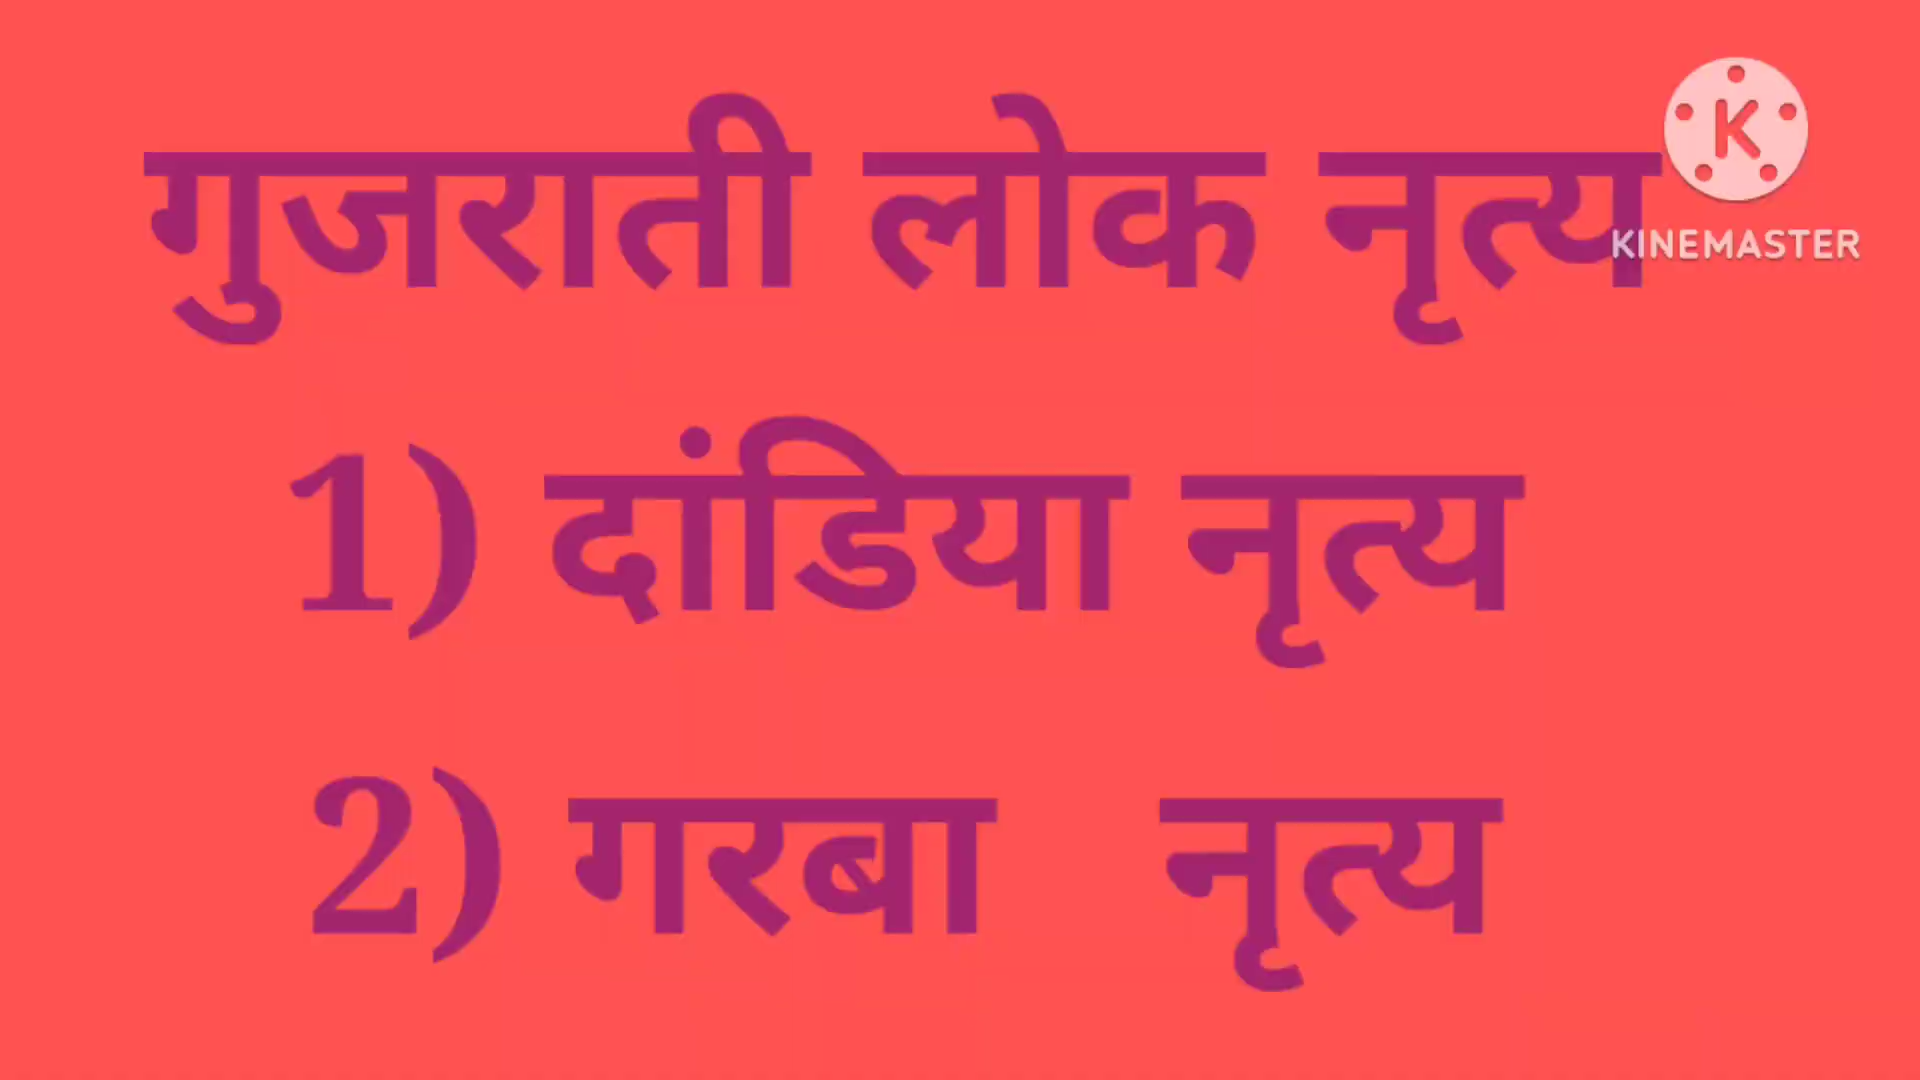 गुजराती लोक नृत्य
KINEMASTER
1) दांडिया नृत्य
2) गरबा नृत्य